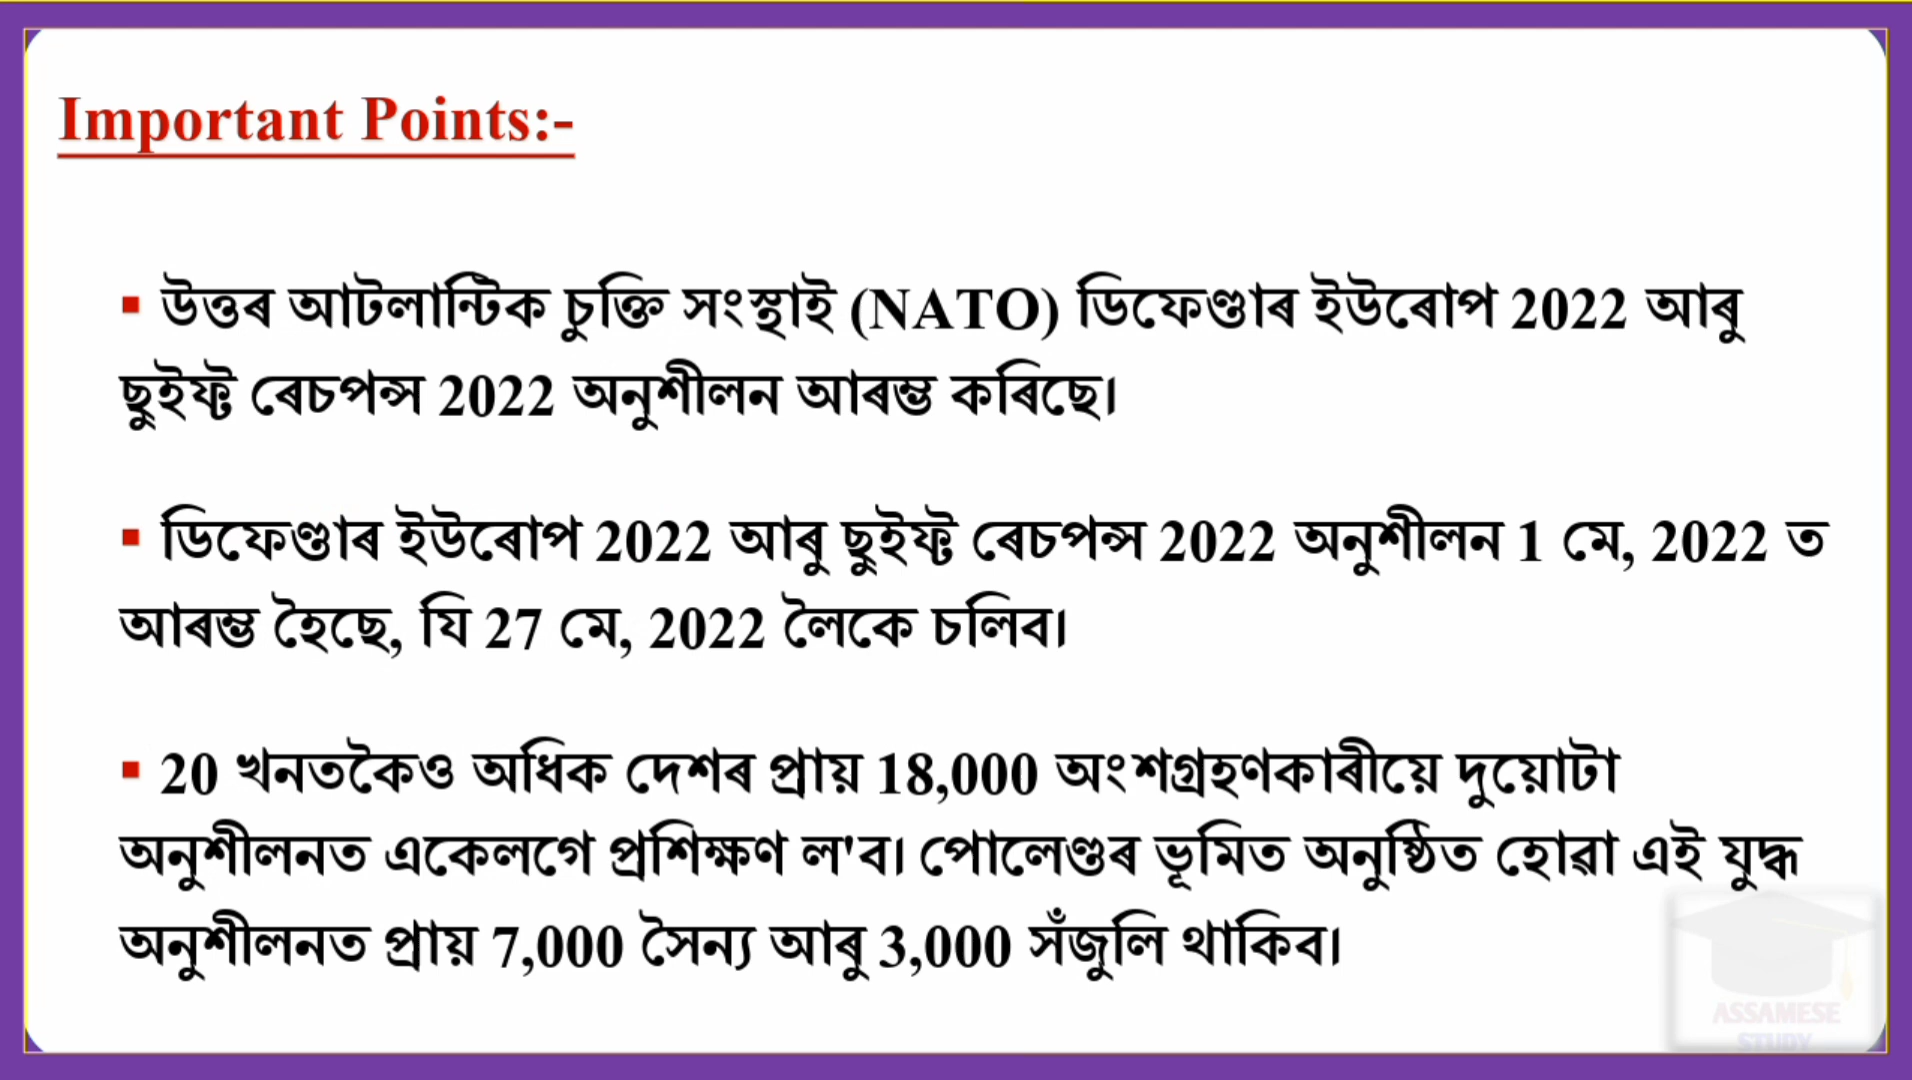 Important Points:-
▪ উত্তৰ আটলান্টিক চুক্তি সংস্থাই (NATO) ডিফেণ্ডাৰ ইউৰোপ 2022 আৰু
ছুইফ্ট ৰেচপন্স 2022 অনুশীলন আৰম্ভ কৰিছে।
▪ ডিফেণ্ডাৰ ইউৰোপ 2022 আৰু ছুইফ্ট ৰেচপন্স 2022 অনুশীলন 1 মে, 2022 ত
আৰম্ভ হৈছে, যি 27 মে, 2022 লৈকে চলিব।
▪ 20 খনতকৈও অধিক দেশৰ প্ৰায় 18,000 অংশগ্ৰহণকাৰীয়ে দুয়োটা
অনুশীলনত একেলগে প্ৰশিক্ষণ ল'ব। পোলেণ্ডৰ ভূমিত অনুষ্ঠিত হোৱা এই যুদ্ধ
অনুশীলনত প্ৰায় 7,000 সৈন্য আৰু 3,000 সঁজুলি থাকিব।
ASSAMESE
STUDY